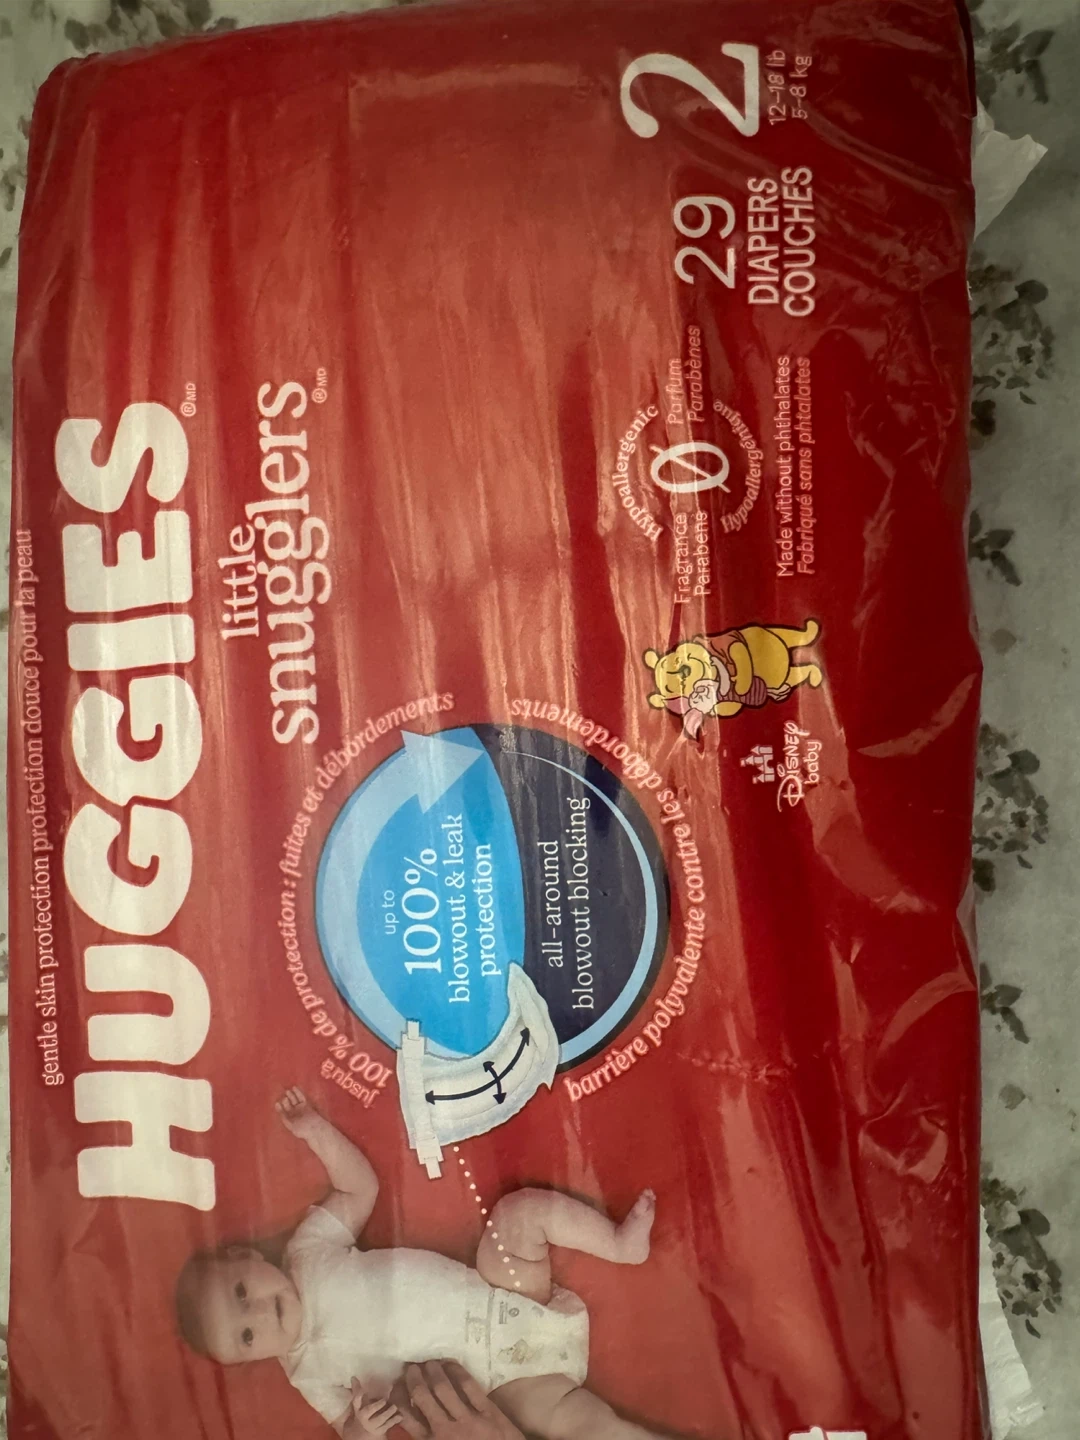 gentle skin protection protection douce pour la peau
HUGGIES ®MD
little
snugglers ®MD
jusqu'à
100% de protection : fuites et débordements
up to
100%
blowout & leak
protection
all-around
blowout blocking
barrière polyvalente contre les débordements
Disney
baby
Hypoallergenic
Fragrance 0 Parfum
Parabens Parabènes
Hypoallergénique
Made without phthalates
Fabriqué sans phtalates
29
DIAPERS
COUCHES
2
12-18 lb
5-8 kg